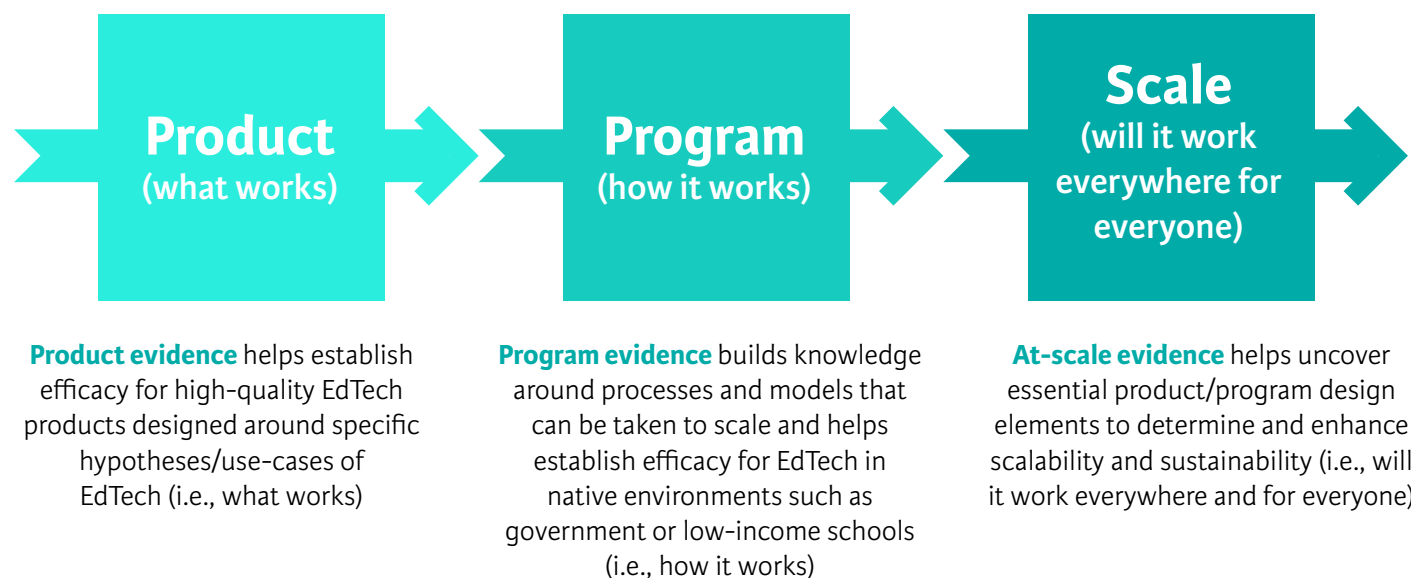 Product
(what works)
Program
(how it works)
Scale
(will it work
everywhere for
everyone)
Product evidence helps establish
efficacy for high-quality EdTech
products designed around specific
hypotheses/use-cases of
EdTech (i.e., what works)
Program evidence builds knowledge
around processes and models that
can be taken to scale and helps
establish efficacy for EdTech in
native environments such as
government or low-income schools
(i.e., how it works)
At-scale evidence helps uncover
essential product/program design
elements to determine and enhance
scalability and sustainability (i.e., will
it work everywhere and for everyone)